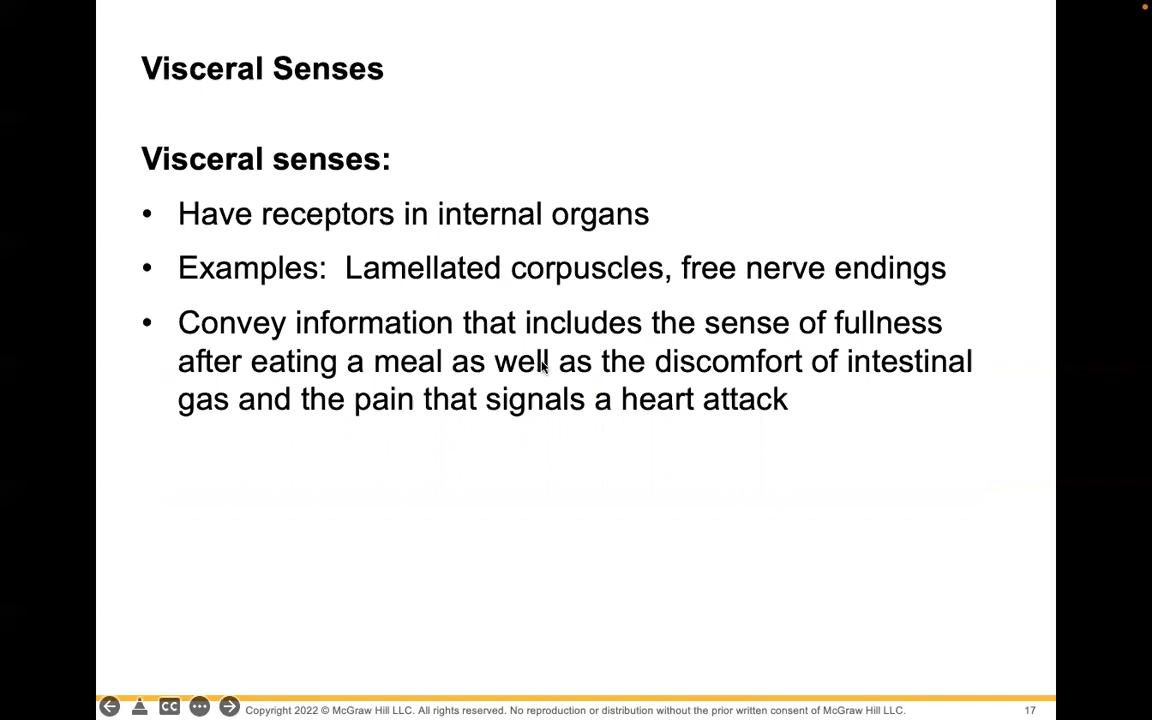 Visceral Senses
Visceral senses:
• Have receptors in internal organs
• Examples:  Lamellated corpuscles, free nerve endings
• Convey information that includes the sense of fullness
after eating a meal as well as the discomfort of intestinal
gas and the pain that signals a heart attack
CC
Copyright 2022 © McGraw Hill LLC. All rights reserved. No reproduction or distribution without the prior written consent of McGraw Hill LLC.
17